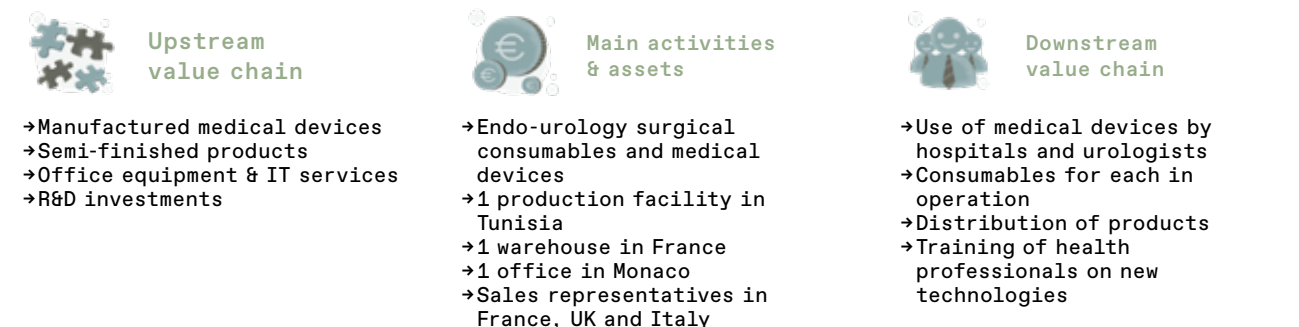 Upstream
value chain
→Manufactured medical devices
→Semi-finished products
→Office equipment & IT services
→R&D investments
Main activities
& assets
→Endo-urology surgical
consumables and medical
devices
→1 production facility in
Tunisia
→1 warehouse in France
→1 office in Monaco
→Sales representatives in
France, UK and Italy
Downstream
value chain
→Use of medical devices by
hospitals and urologists
→Consumables for each in
operation
→Distribution of products
→Training of health
professionals on new
technologies